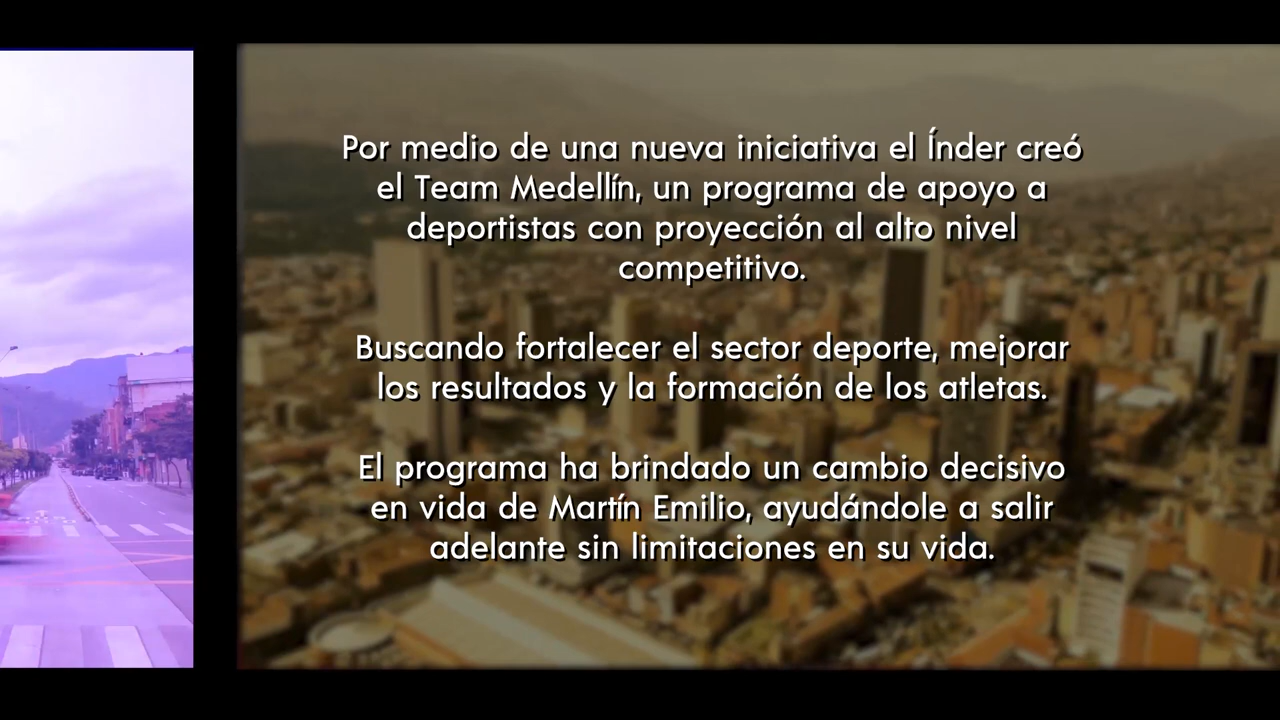 Por medio de una nueva iniciativa el Índer creó
el Team Medellín, un programa de apoyo a
deportistas con proyección al alto nivel
competitivo.
Buscando fortalecer el sector deporte, mejorar
los resultados y la formación de los atletas.
El programa ha brindado un cambio decisivo
en vida de Martín Emilio, ayudándole a salir
adelante sin limitaciones en su vida.